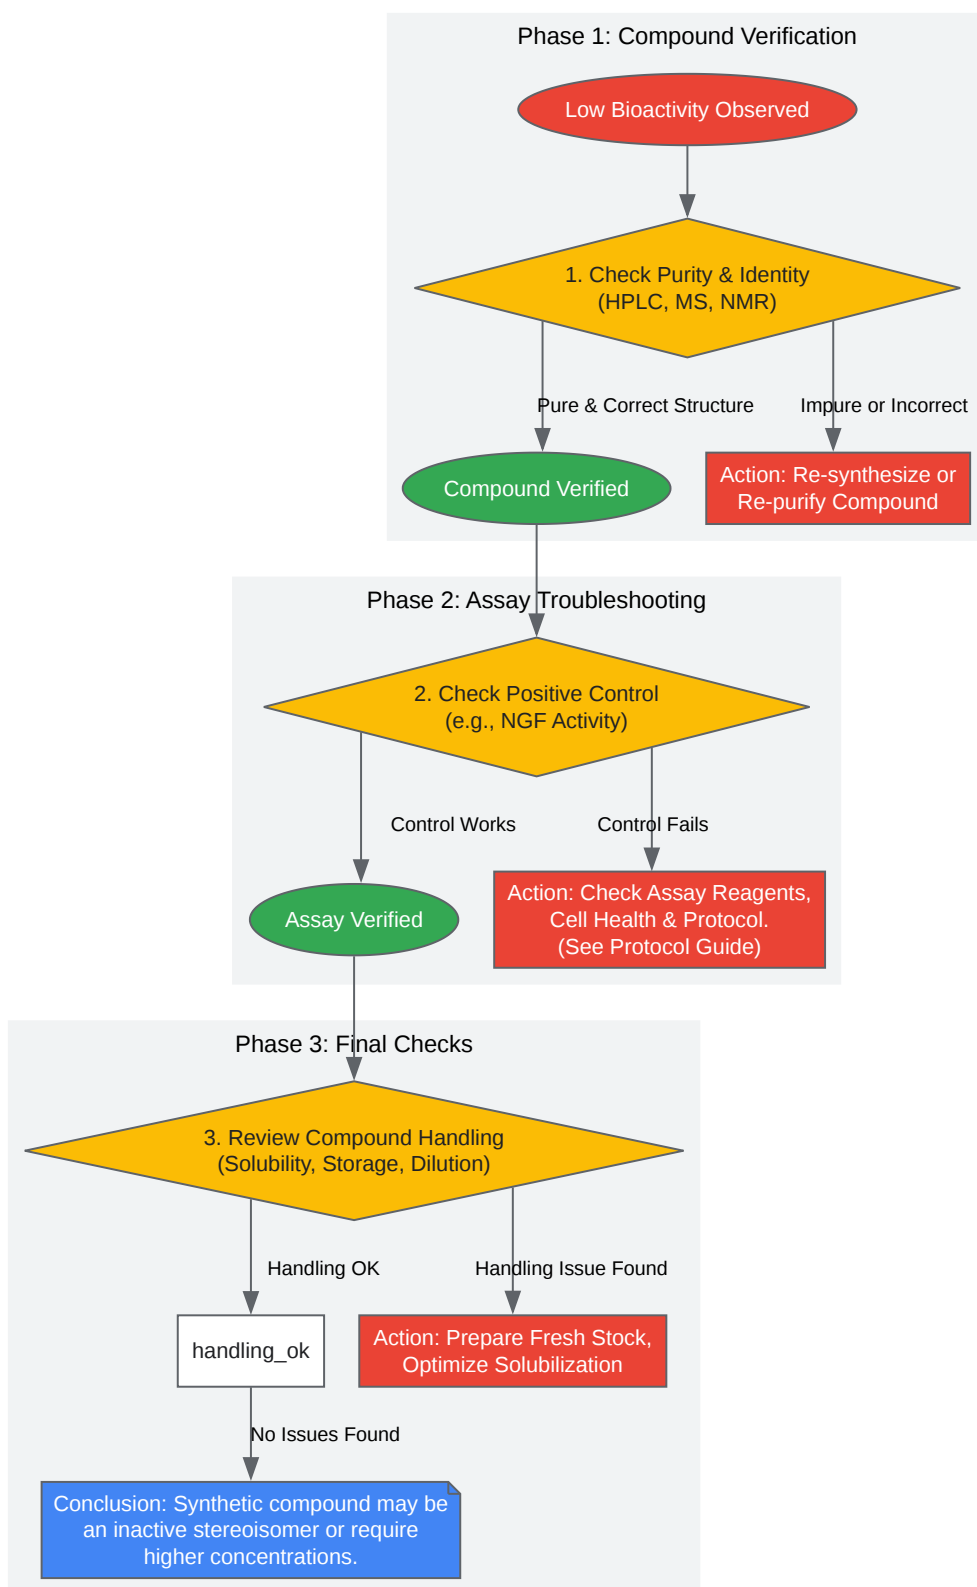 Phase 1: Compound Verification
Low Bioactivity Observed
1. Check Purity & Identity
(HPLC, MS, NMR)
Pure & Correct Structure
Impure or Incorrect
Compound Verified
Action: Re-synthesize or
Re-purify Compound
Phase 2: Assay Troubleshooting
2. Check Positive Control
(e.g., NGF Activity)
Control Works
Control Fails
Assay Verified
Action: Check Assay Reagents,
Cell Health & Protocol.
(See Protocol Guide)
Phase 3: Final Checks
3. Review Compound Handling
(Solubility, Storage, Dilution)
Handling OK
Handling Issue Found
handling_ok
Action: Prepare Fresh Stock,
Optimize Solubilization
No Issues Found
Conclusion: Synthetic compound may be
an inactive stereoisomer or require
higher concentrations.